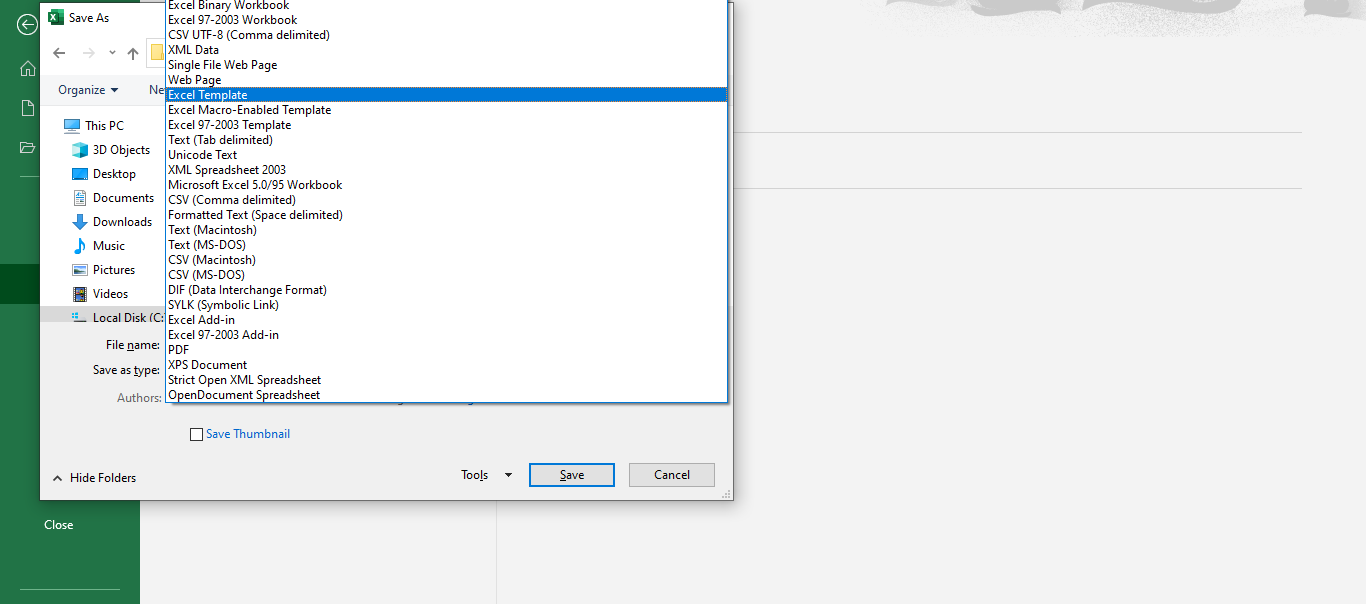 Save As
Organize
Ne
This PC
3D Objects
Desktop
Documents
Downloads
Music
Pictures
Videos
Local Disk (C:
File name:
Save as type:
Authors:
Excel Binary Workbook
Excel 97-2003 Workbook
CSV UTF-8 (Comma delimited)
XML Data
Single File Web Page
Web Page
Excel Template
Excel Macro-Enabled Template
Excel 97-2003 Template
Text (Tab delimited)
Unicode Text
XML Spreadsheet 2003
Microsoft Excel 5.0/95 Workbook
CSV (Comma delimited)
Formatted Text (Space delimited)
Text (Macintosh)
Text (MS-DOS)
CSV (Macintosh)
CSV (MS-DOS)
DIF (Data Interchange Format)
SYLK (Symbolic Link)
Excel Add-in
Excel 97-2003 Add-in
PDF
XPS Document
Strict Open XML Spreadsheet
OpenDocument Spreadsheet
Save Thumbnail
Hide Folders
Tools
Save
Cancel
Close